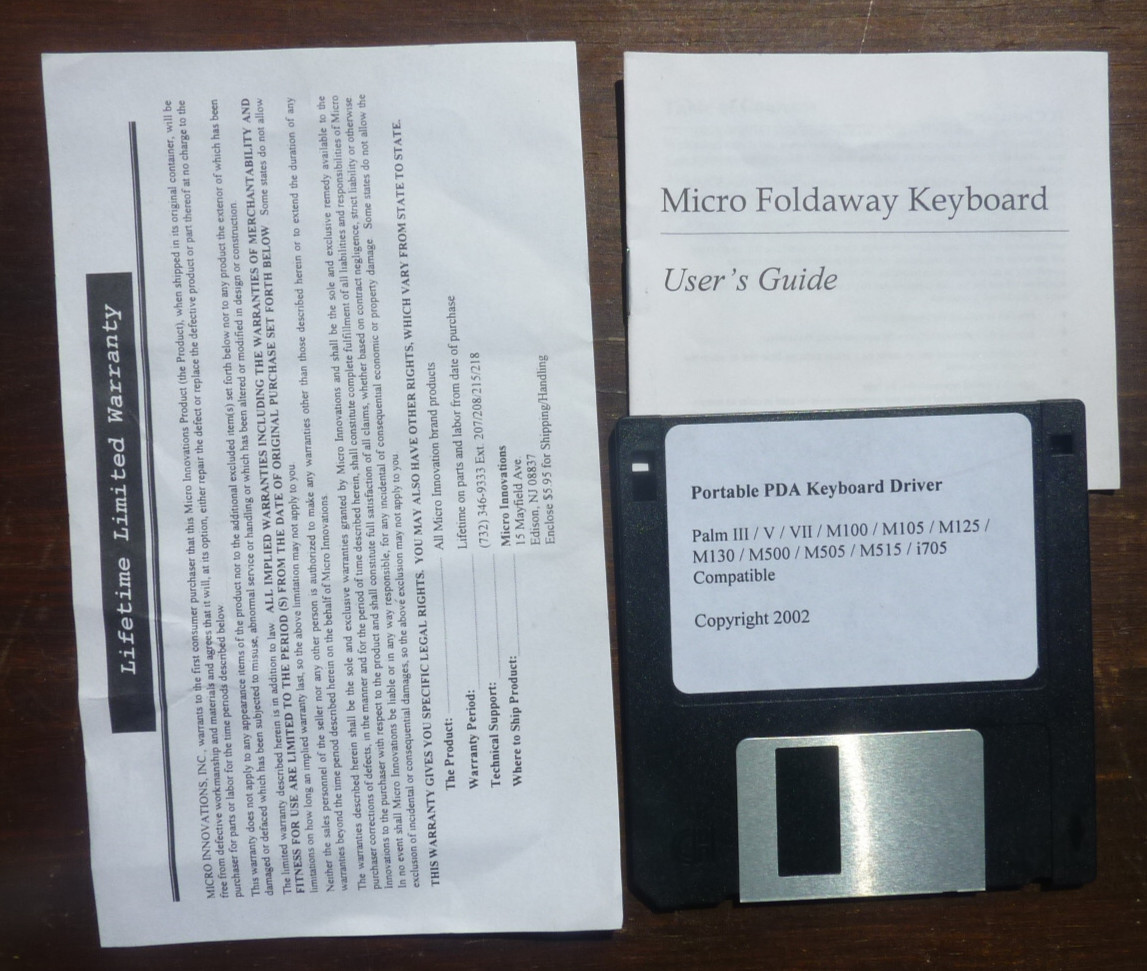 Lifetime Limited Warranty
MICRO INNOVATIONS, INC., warrants to the first consumer purchaser that this Micro Innovations Product (the Product), when shipped in its original container, will be
free from defective workmanship and materials and agrees that it will, at its option, either repair the defect or replace the defective product or part thereof at no charge to the
purchaser for parts or labor for the time periods described below.
This warranty does not apply to any appearance items of the product nor to the additional excluded item(s) set forth below nor to any product the exterior of which has been
damaged or defaced which has been subjected to misuse, abnormal service or handling or which has been altered or modified in design or construction.
The limited warranty described herein is in addition to law. ALL IMPLIED WARRANTIES INCLUDING THE WARRANTIES OF MERCHANTABILITY AND
FITNESS FOR USE ARE LIMITED TO THE PERIOD (S) FROM THE DATE OF ORIGINAL PURCHASE SET FORTH BELOW Some states do not allow
limitations on how long an implied warranty last, so the above limitation may not apply to you.
Neither the sales personnel of the seller nor any other person is authorized to make any warranties other than those described herein or to extend the duration of any
warranties beyond the time period described herein on the behalf of Micro Innovations.
The warranties described herein shall be the sole and exclusive warranties granted by Micro Innovations and shall be the sole and exclusive remedy available to the
purchaser corrections of defects, in the manner and for the period of time described herein, shall constitute complete fulfillment of all liabilities and responsibilities of Micro
Innovations to the purchaser with respect to the product and shall constitute full satisfaction of all claims, whether based on contract negligence, strict liability or otherwise
In no event shall Micro Innovations be liable or in any way responsible, for any incidental of consequential economic or property damage Some states do not allow the
exclusion of incidental or consequential damages, so the above exclusion may not apply to you
THIS WARRANTY GIVES YOU SPECIFIC LEGAL RIGHTS. YOU MAY ALSO HAVE OTHER RIGHTS, WHICH VARY FROM STATE TO STATE.
The Product: All Micro Innovation brand products
Warranty Period: Lifetime on parts and labor from date of purchase
Technical Support: (732) 346-9333 Ext. 207/208/215/218
Where to Ship Product: Micro Innovations
15 Mayfield Ave
Edison, NJ 08837
Enclose $5.95 for Shipping/Handling
Micro Foldaway Keyboard
User's Guide
Portable PDA Keyboard Driver
Palm III / V / VII / M100 / M105 / M125 /
M130 / M500 / M505 / M515 / i705
Compatible
Copyright 2002